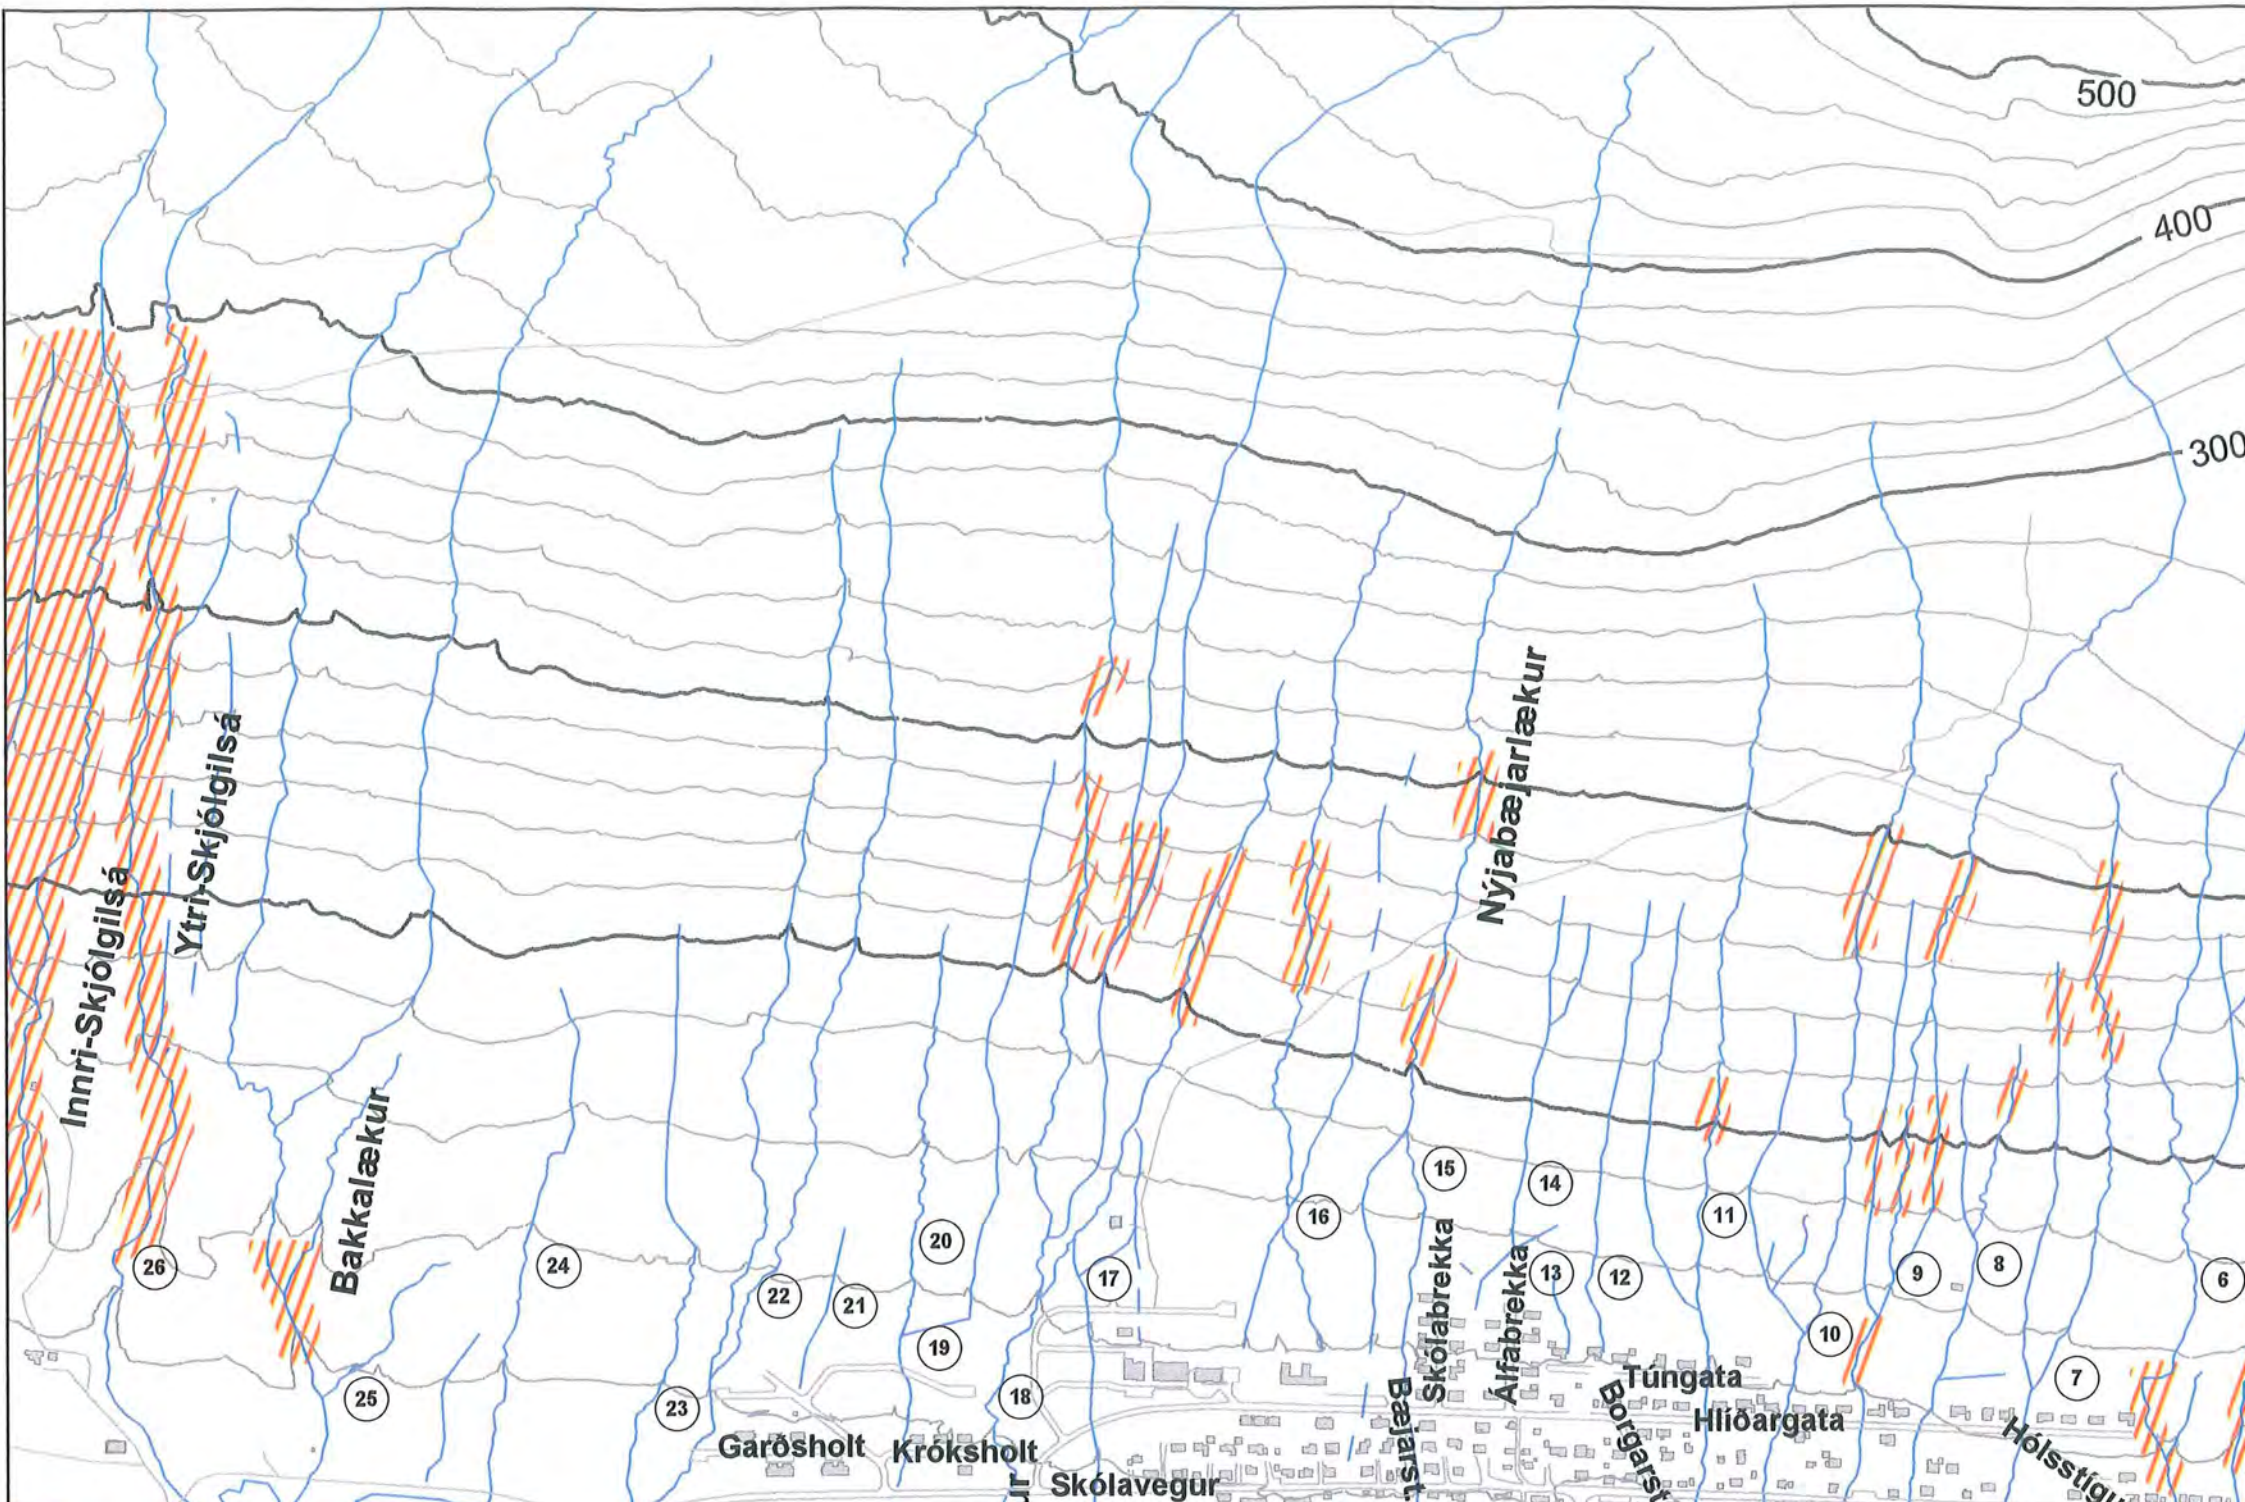 500
400
300
Nýjabæjarlækur
Ytri-Skjólgilsá
Innri-Skjólgilsá
Bakkalækur
15
14
16
11
20
26
24
17
13
12
9
8
6
22
21
Skólabrekka
Álfabrekka
19
10
25
23
18
7
Túngata
Hlíðargata
Bæjarst.
Borgarst
Hólsstígu
Garðsholt
Króksholt
Skólavegur
ur